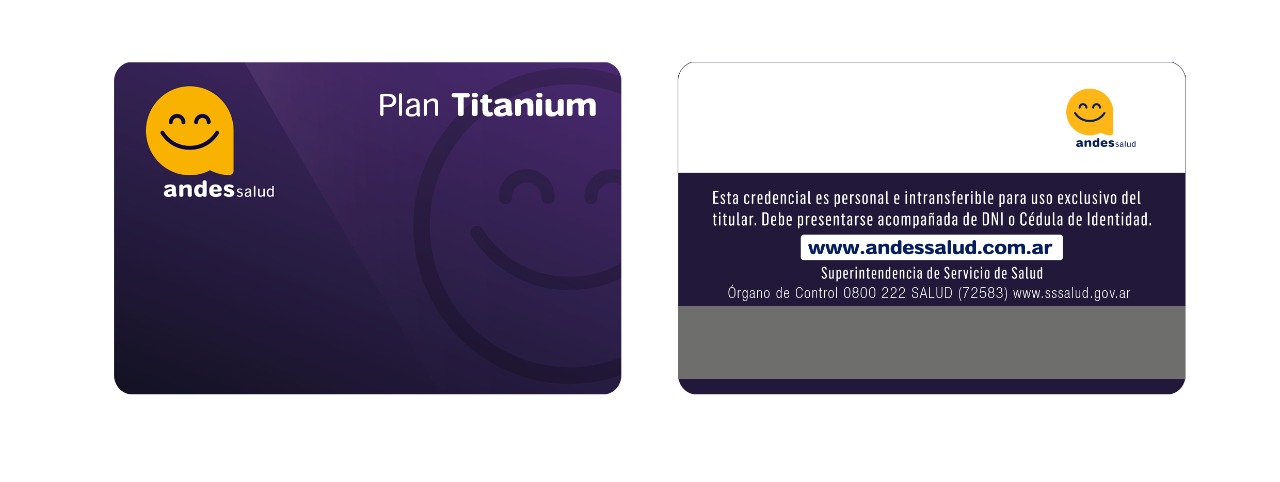 Plan Titanium
andessalud
andessalud
Esta credencial es personal e intransferible para uso exclusivo del
titular. Debe presentarse acompañada de DNI o Cédula de Identidad.
www.andessalud.com.ar
Superintendencia de Servicio de Salud
Órgano de Control 0800 222 SALUD (72583) www.sssalud.gov.ar